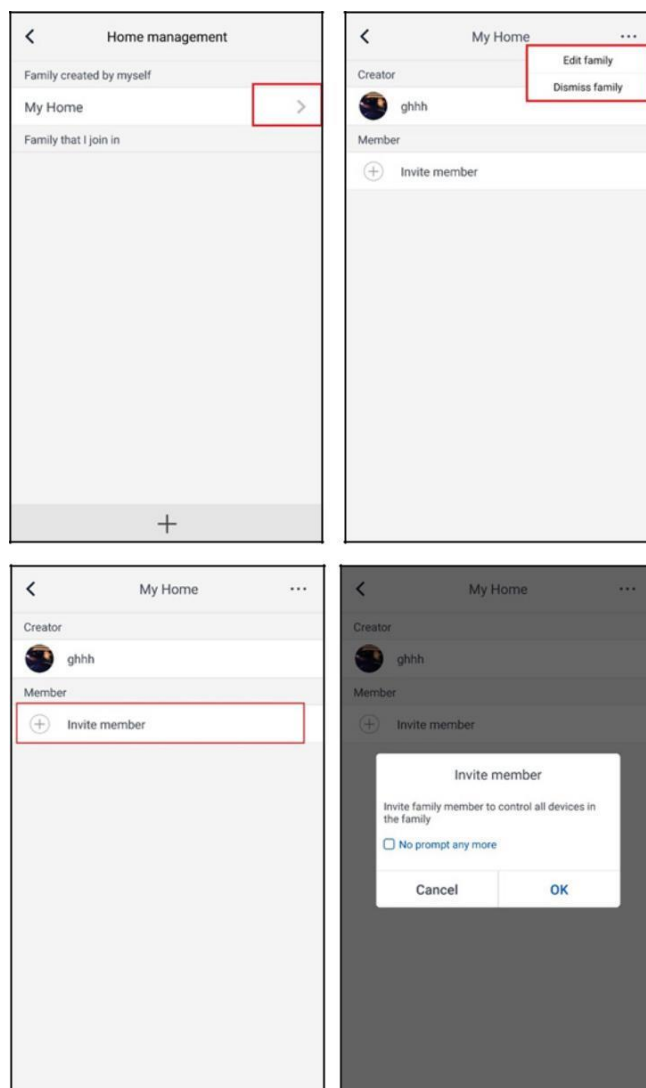 Home management
Family created by myself
My Home
Family that I join in
My Home
Edit family
Dismiss family
Creator
ghhh
Member
Invite member
My Home
Creator
ghhh
Member
Invite member
My Home
Creator
ghhh
Member
Invite member
Invite member
Invite family member to control all devices in
the family
No prompt any more
Cancel OK